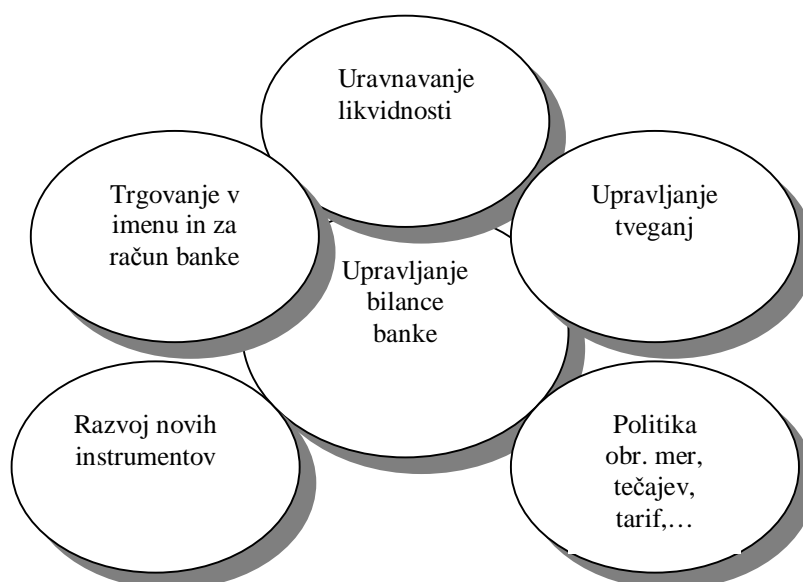 Uravnavanje
likvidnosti
Trgovanje v
imenu in za
račun banke
Upravljanje
tveganj
Upravljanje
bilance
banke
Razvoj novih
instrumentov
Politika
obr. mer,
tečajev,
tarif,…